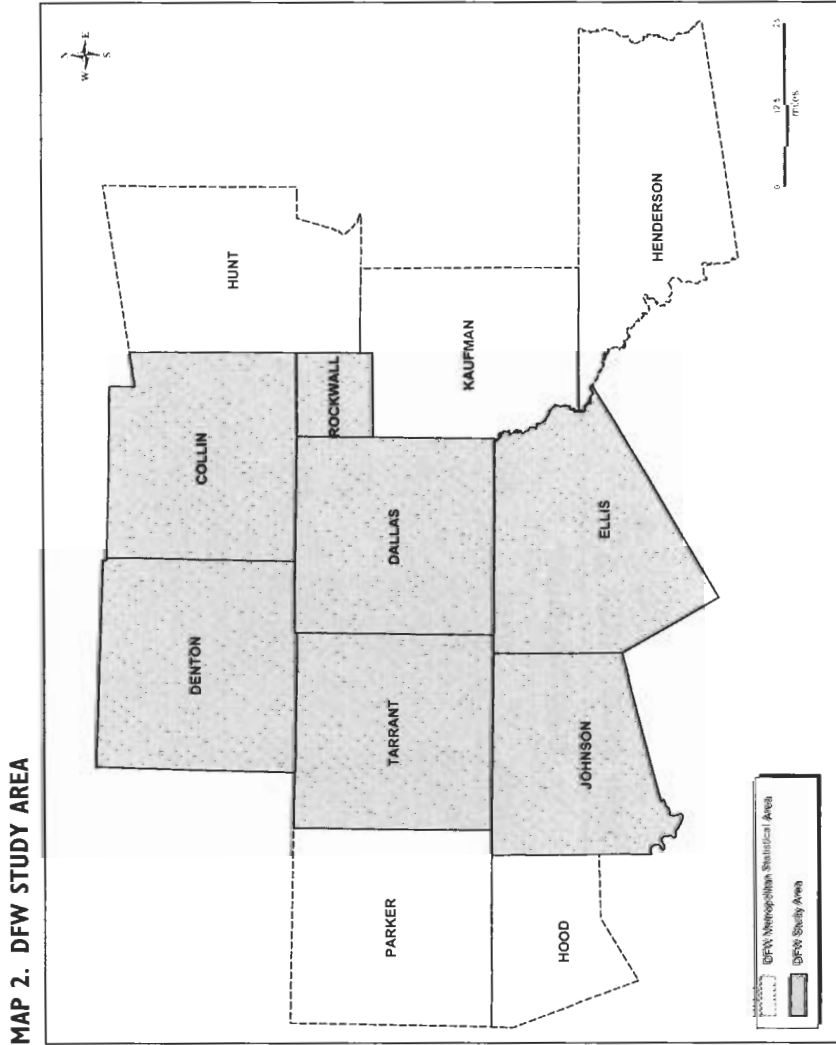 MAP 2. DFW STUDY AREA
N
W
E
S
DENTON
COLLIN
HUNT
PARKER
TARRANT
DALLAS
ROCKWALL
KAUFMAN
HOOD
JOHNSON
ELLIS
HENDERSON
DFW Metropolitan Statistical Area
DFW Study Area
0 12.5 25
miles